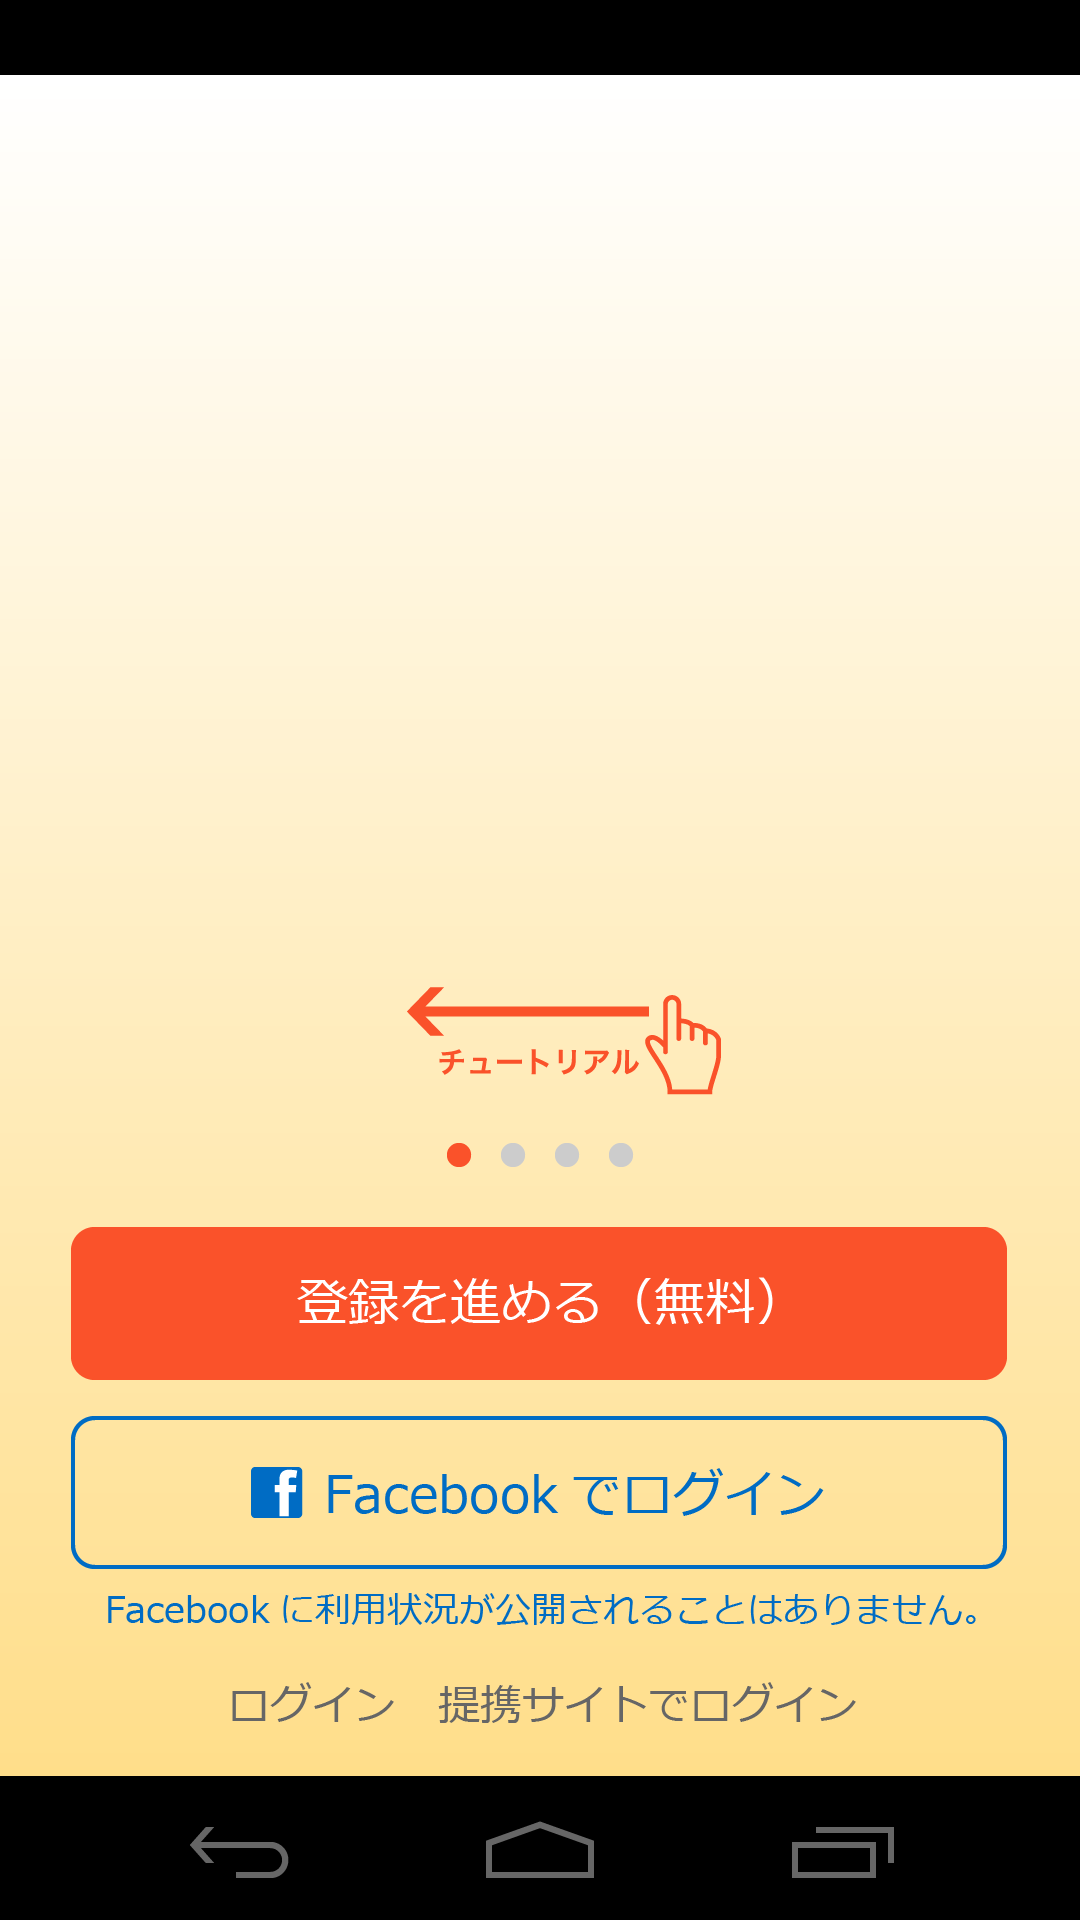 チュートリアル
登録を進める（無料）
Facebook でログイン
Facebook に利用状況が公開されることはありません。
ログイン　提携サイトでログイン